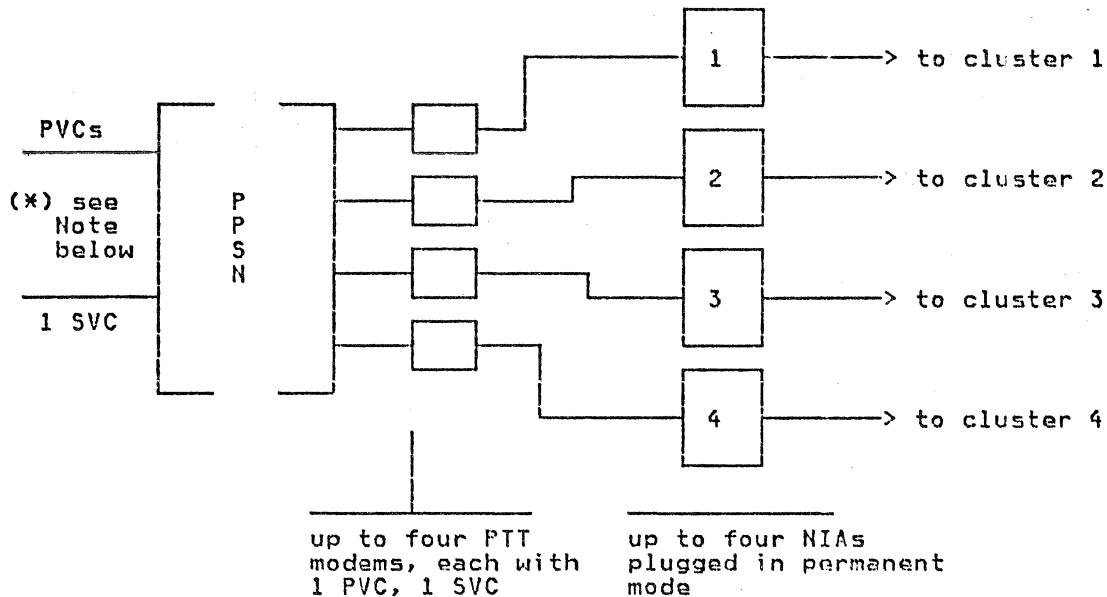 1
> to cluster 1
PVCs
2
> to cluster 2
(*) see
Note
below
P
P
S
N
3
> to cluster 3
1 SVC
4
> to cluster 4
up to four PTT
modems, each with
1 PVC, 1 SVC
up to four NIAs
plugged in permanent
mode